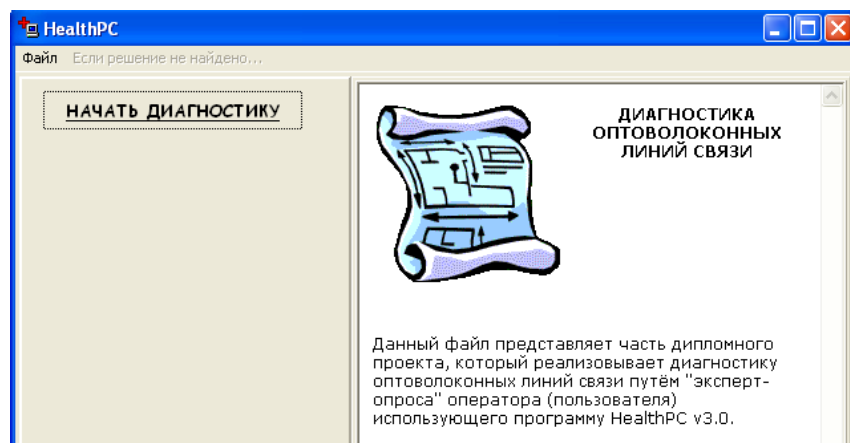 HealthPC
Файл Если решение не найдено...
НАЧАТЬ ДИАГНОСТИКУ
ДИАГНОСТИКА
ОПТОВОЛОКОННЫХ
ЛИНИЙ СВЯЗИ
Данный файл представляет часть дипломного
проекта, который реализовывает диагностику
оптоволоконных линий связи путём "эксперт-
опроса" оператора (пользователя)
использующего программу HealthPC v3.0.